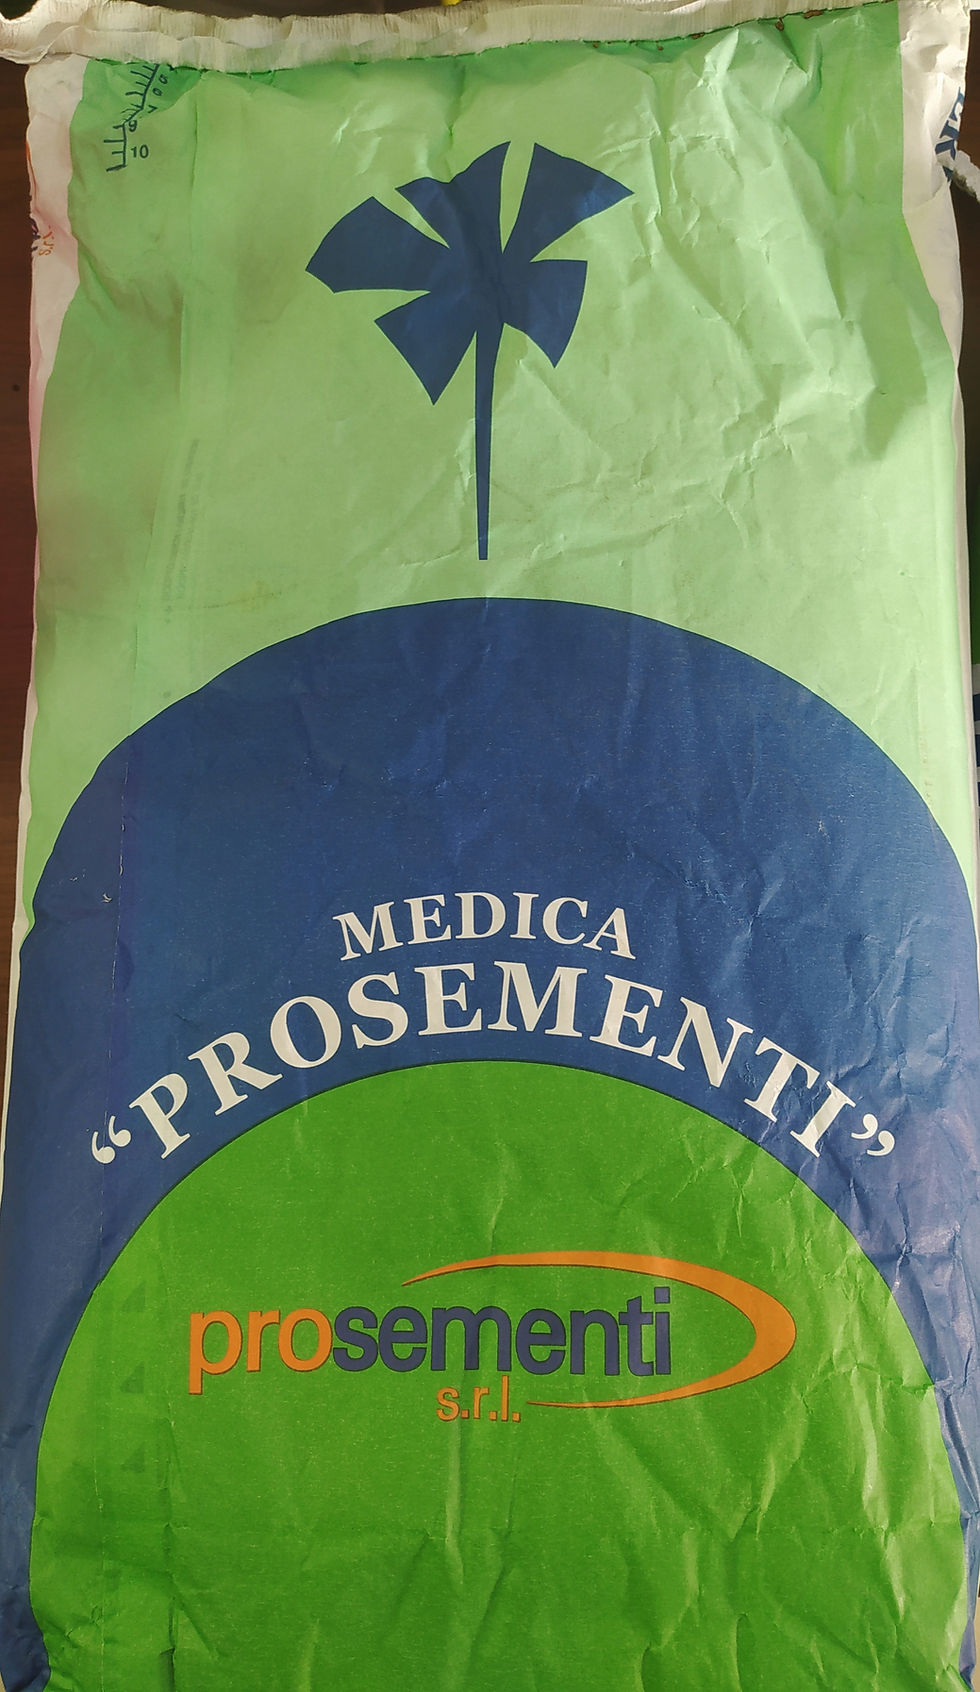 10
MEDICA
“PROSEMENTI”
prosementi
s.r.l.